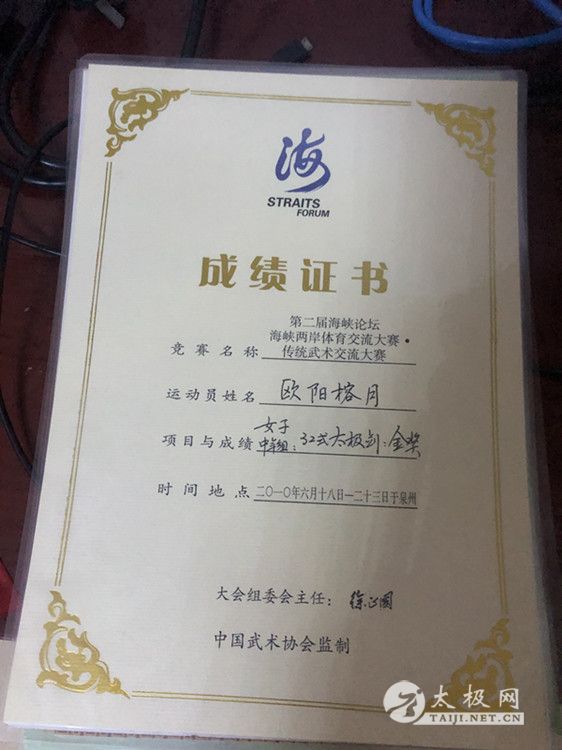 海
STRAITS
FORUM
成绩证书
第二届海峡论坛
海峡两岸体育交流大赛·
竞赛名称 传统武术交流大赛
运动员姓名 欧阳榕月
女子
项目与成绩 中年组：32式太极剑：金奖
时间地点 二〇一〇年六月十八日—二十三日于泉州
大会组委会主任：徐正国
中国武术协会监制
太极网
TAIJI.NET.CN